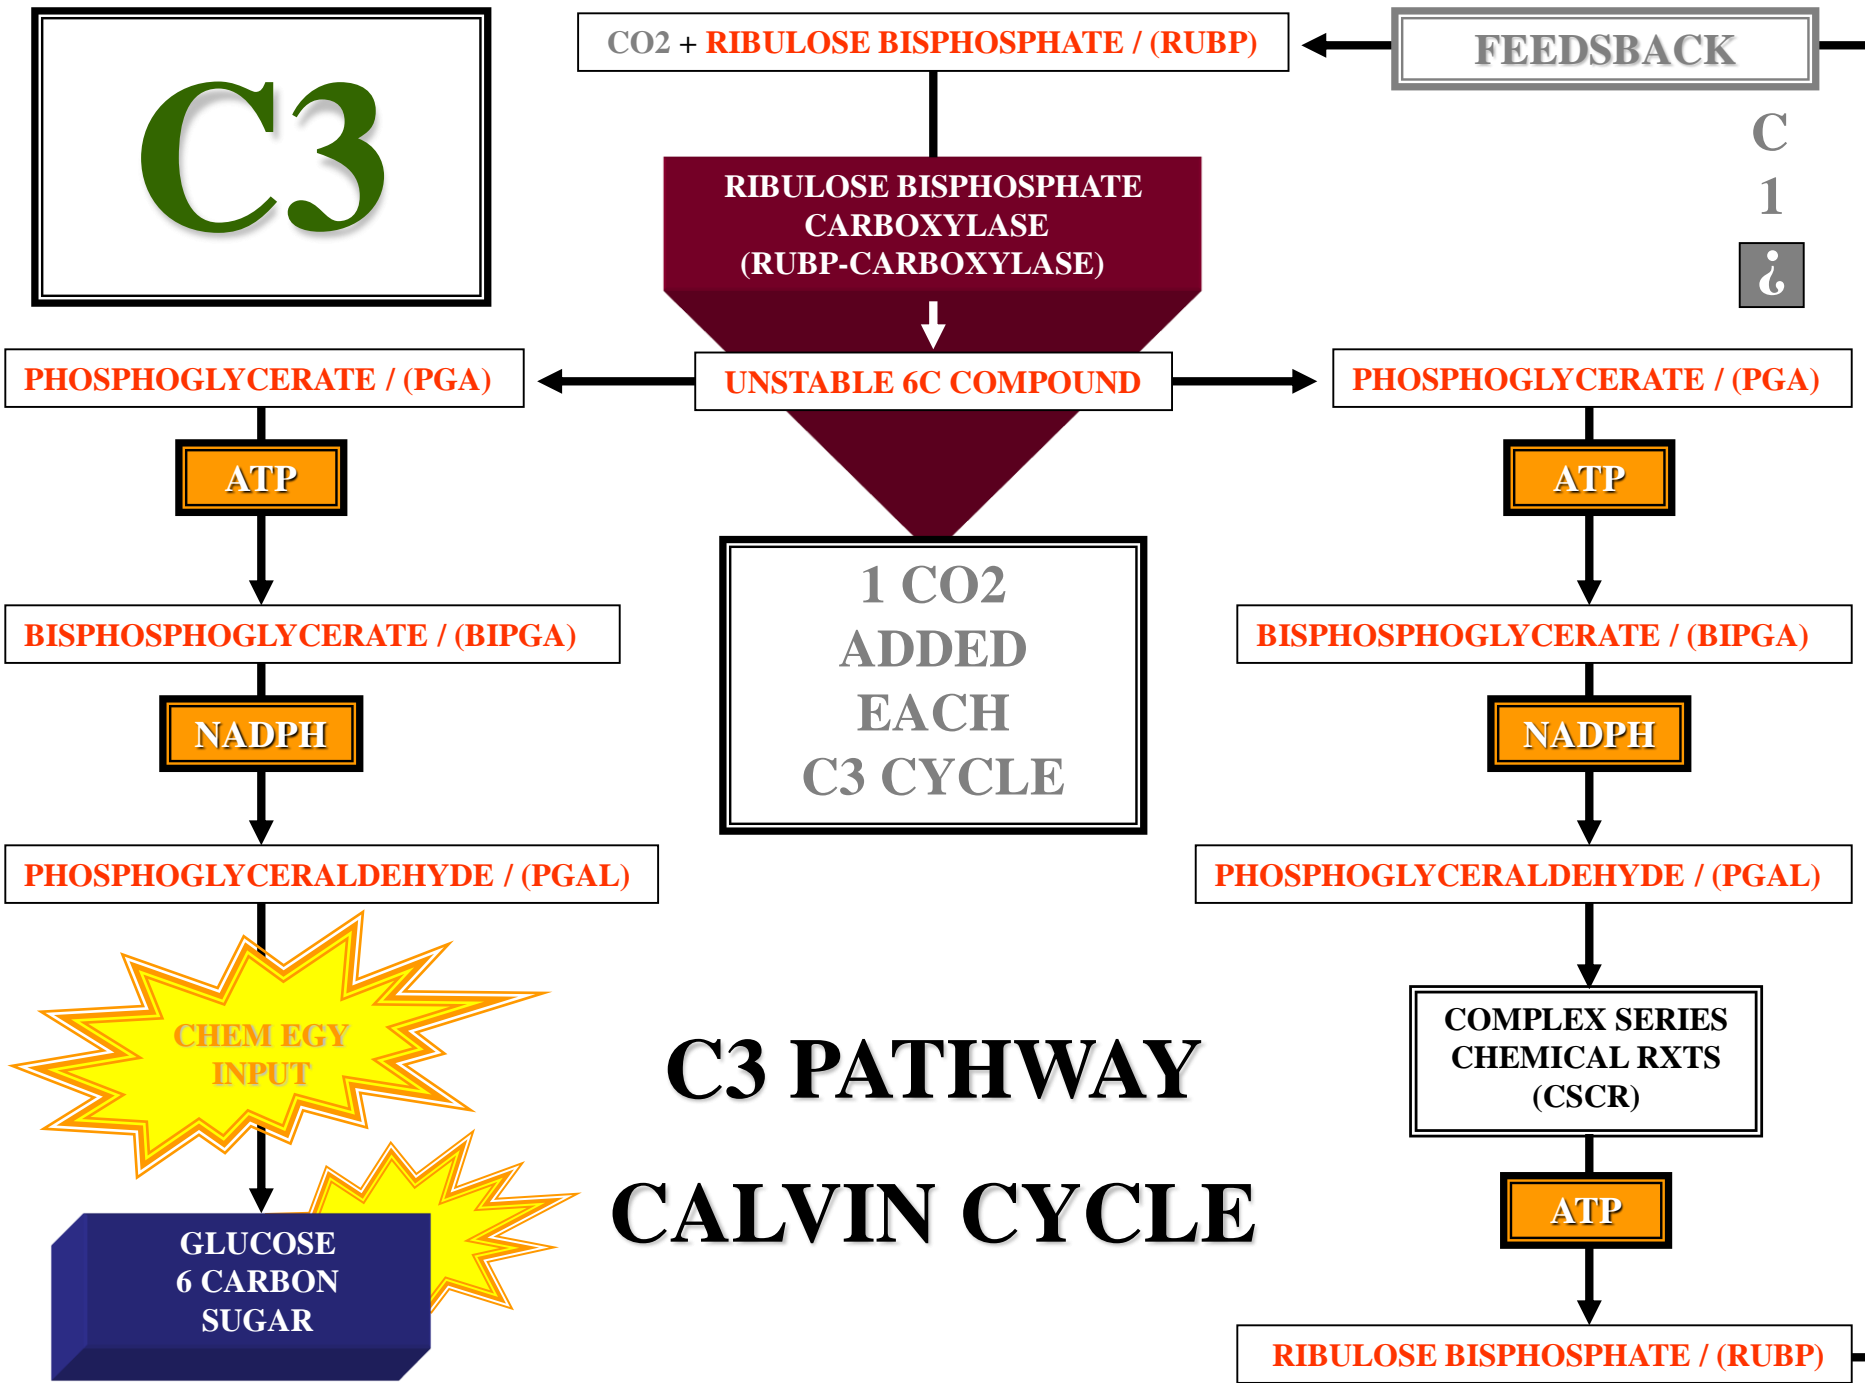 C3
CO2 + RIBULOSE BISPHOSPHATE / (RUBP)
FEEDSBACK
C
1
¿
RIBULOSE BISPHOSPHATE
CARBOXYLASE
(RUBP-CARBOXYLASE)
PHOSPHOGLYCERATE / (PGA)
UNSTABLE 6C COMPOUND
PHOSPHOGLYCERATE / (PGA)
ATP
ATP
1 CO2
ADDED
EACH
C3 CYCLE
BISPHOSPHOGLYCERATE / (BIPGA)
BISPHOSPHOGLYCERATE / (BIPGA)
NADPH
NADPH
PHOSPHOGLYCERALDEHYDE / (PGAL)
PHOSPHOGLYCERALDEHYDE / (PGAL)
CHEM EGY
INPUT
C3 PATHWAY
CALVIN CYCLE
COMPLEX SERIES
CHEMICAL RXTS
(CSCR)
ATP
GLUCOSE
6 CARBON
SUGAR
RIBULOSE BISPHOSPHATE / (RUBP)